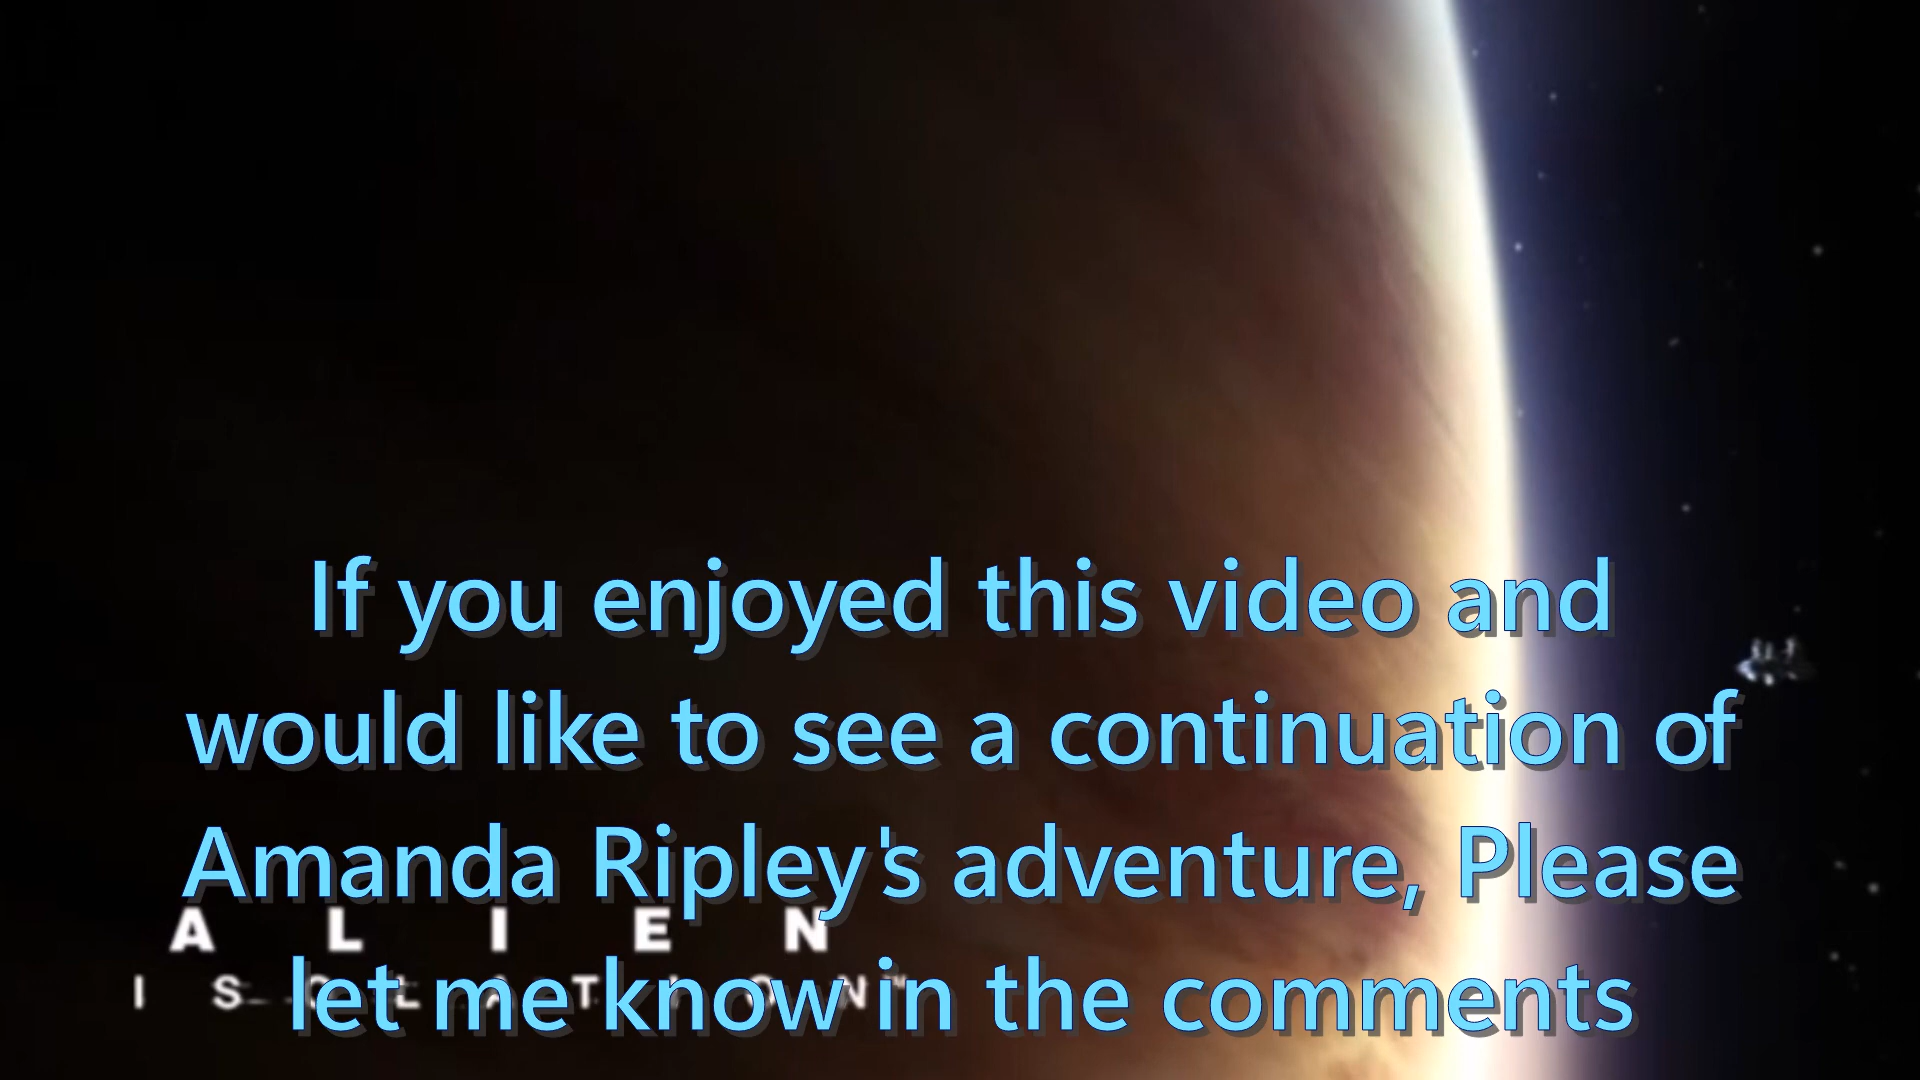 If you enjoyed this video and
would like to see a continuation of
Amanda Ripley's adventure, Please
A L I E N
let me know in the comments
I S O L A T I O N™